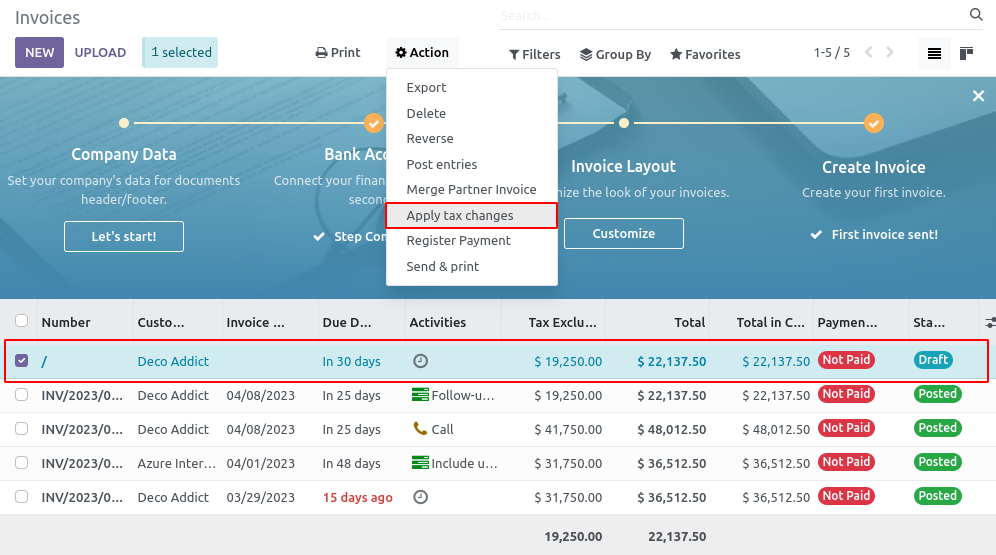 Invoices
Search...
NEW UPLOAD 1 selected Print Action Filters Group By Favorites 1-5 / 5
Export
Delete
Reverse
Post entries
Merge Partner Invoice
Apply tax changes
Register Payment
Send & print
Company Data
Set your company's data for documents
header/footer.
Let's start!
Bank Acc
Connect your finan
secon
Step Con
Invoice Layout
mize the look of your invoices.
Customize
Create Invoice
Create your first invoice.
First invoice sent!
Number Custo... Invoice ... Due D... Activities Tax Exclu... Total Total in C... Paymen... Sta...
/ Deco Addict In 30 days $ 19,250.00 $ 22,137.50 $ 22,137.50 Not Paid Draft
INV/2023/0... Deco Addict 04/08/2023 In 25 days Follow-u... $ 19,250.00 $ 22,137.50 $ 22,137.50 Not Paid Posted
INV/2023/0... Deco Addict 04/08/2023 In 25 days Call $ 41,750.00 $ 48,012.50 $ 48,012.50 Not Paid Posted
INV/2023/0... Azure Inter... 04/01/2023 In 48 days Include u... $ 31,750.00 $ 36,512.50 $ 36,512.50 Not Paid Posted
INV/2023/0... Deco Addict 03/29/2023 15 days ago $ 31,750.00 $ 36,512.50 $ 36,512.50 Not Paid Posted
19,250.00 22,137.50